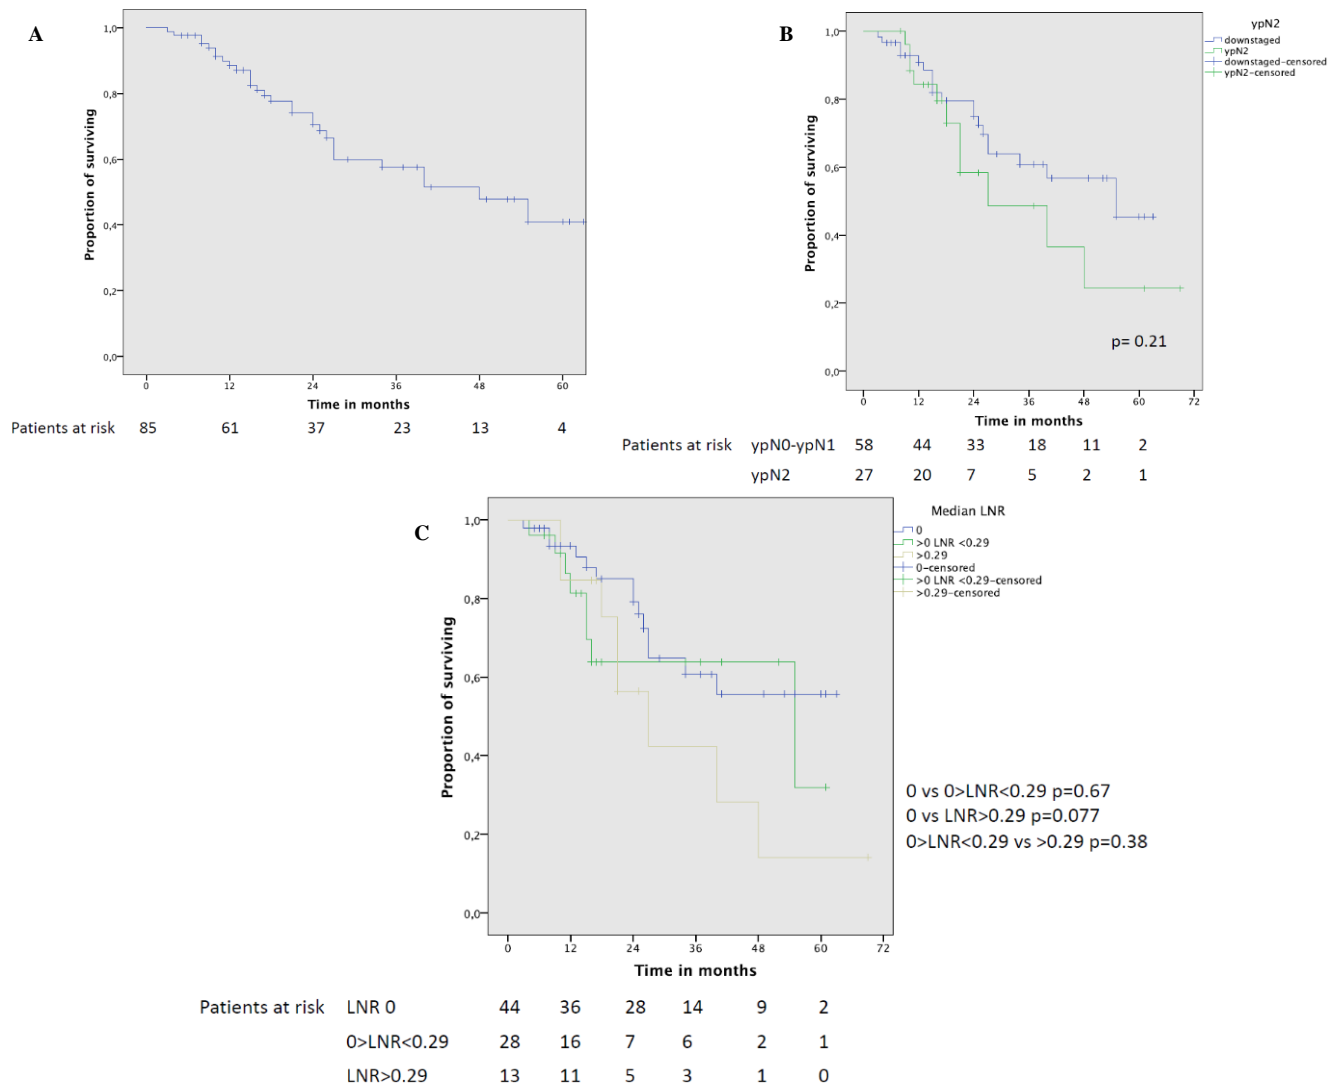 A
Proportion of surviving
1,0
0,8
0,6
0,4
0,2
0,0
0 12 24 36 48 60
Time in months
Patients at risk 85 61 37 23 13 4
B
Proportion of surviving
1,0
0,8
0,6
0,4
0,2
0,0
ypN2
downstaged
ypN2
downstaged-censored
ypN2-censored
p= 0.21
0 12 24 36 48 60 72
Time in months
Patients at risk ypN0-ypN1 58 44 33 18 11 2
ypN2 27 20 7 5 2 1
C
Proportion of surviving
1,0
0,8
0,6
0,4
0,2
0,0
Median LNR
0
>0 LNR <0.29
>0.29
0-censored
>0 LNR <0.29-censored
>0.29-censored
0 vs 0>LNR<0.29 p=0.67
0 vs LNR>0.29 p=0.077
0>LNR<0.29 vs >0.29 p=0.38
0 12 24 36 48 60 72
Time in months
Patients at risk LNR 0 44 36 28 14 9 2
0>LNR<0.29 28 16 7 6 2 1
LNR>0.29 13 11 5 3 1 0